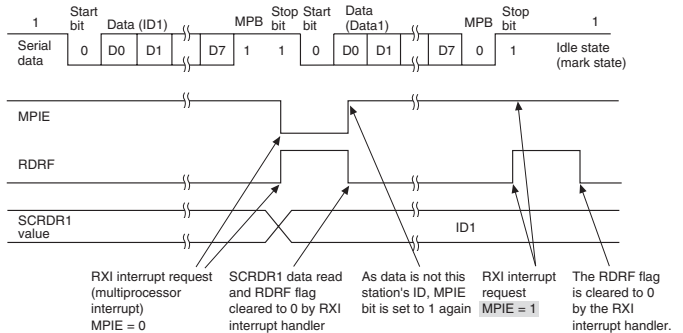 1
Start
bit
Data (ID1)
MPB
Stop
bit
Start
bit
Data
(Data1)
MPB
Stop
bit
1
Serial
data
0 D0 D1 D7 1 1 0 D0 D1 D7 0 1
Idle state
(mark state)
MPIE
RDRF
SCRDR1
value
ID1
RXI interrupt request
(multiprocessor
interrupt)
MPIE = 0
SCRDR1 data read
and RDRF flag
cleared to 0 by RXI
interrupt handler
As data is not this
station's ID, MPIE
bit is set to 1 again
RXI interrupt
request
MPIE = 1
The RDRF flag
is cleared to 0
by the RXI
interrupt handler.